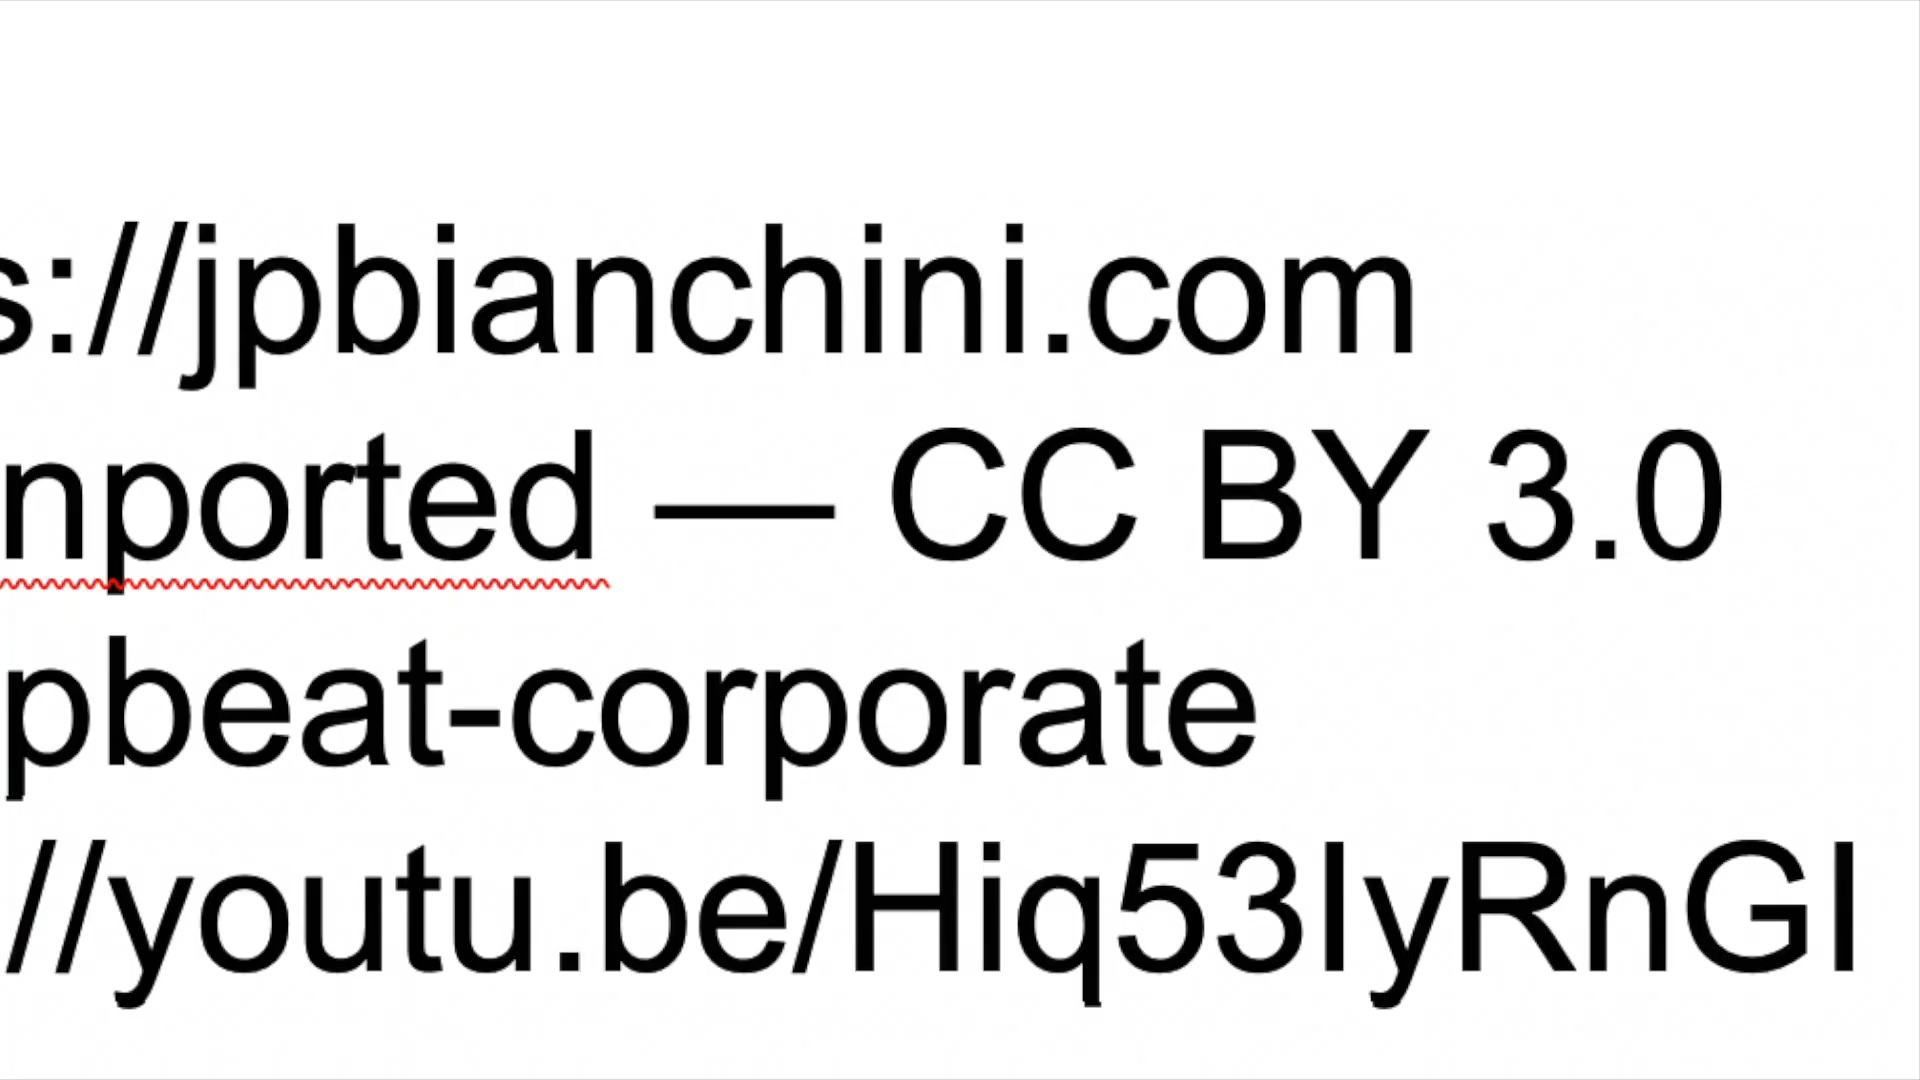 s://jpbianchini.com
nported — CC BY 3.0
pbeat-corporate
//youtu.be/Hiq53IyRnGI